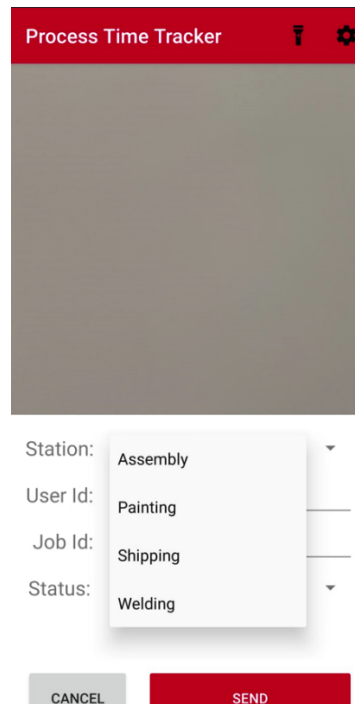 Process Time Tracker
Station:
Assembly
User Id:
Painting
Job Id:
Shipping
Status:
Welding
CANCEL
SEND